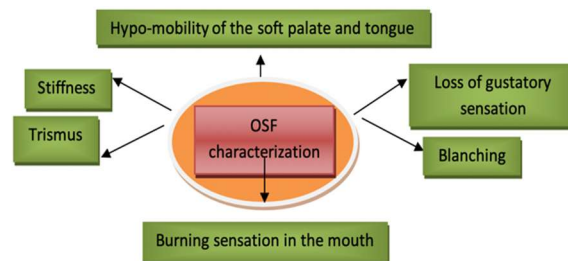 Hypo-mobility of the soft palate and tongue
Stiffness
Trismus
OSF
characterization
Loss of gustatory
sensation
Blanching
Burning sensation in the mouth